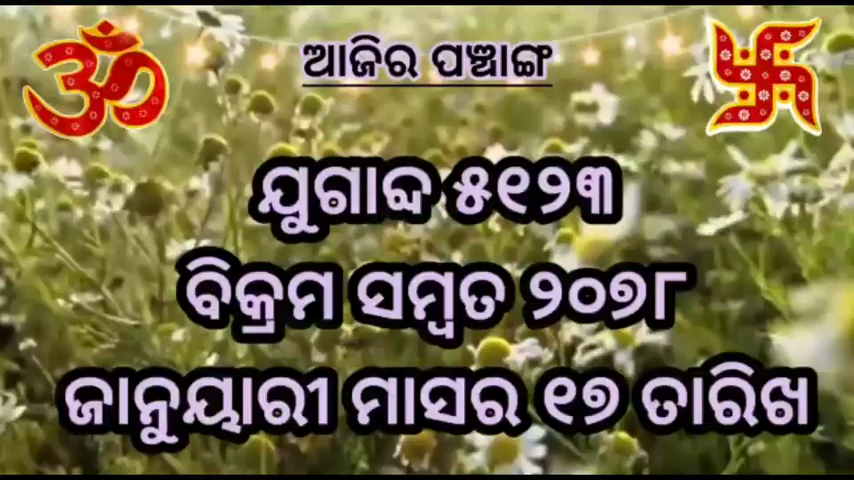 ଆଜିର ପଞ୍ଚାଙ୍ଗ
ଯୁଗାବ୍ଦ ୫୧୨୩
ବିକ୍ରମ ସମ୍ବତ ୨୦୭୮
ଜାନୁୟାରୀ ମାସର ୧୭ ତାରିଖ